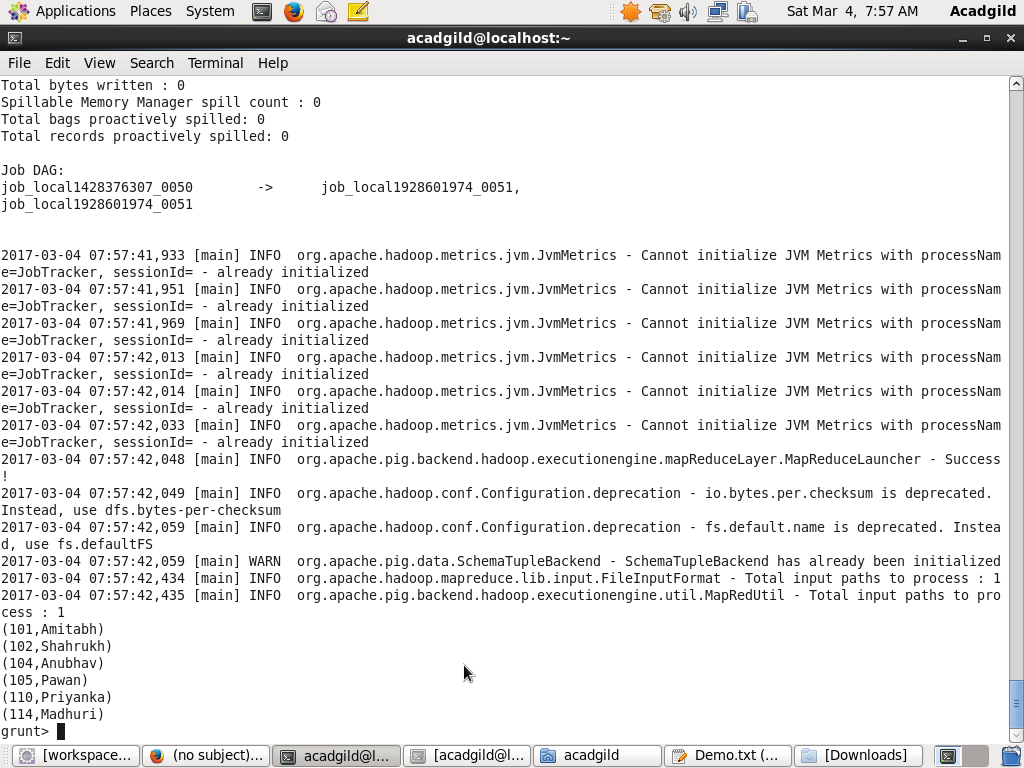 Applications Places System Sat Mar 4, 7:57 AM Acadgild
acadgild@localhost:~
File Edit View Search Terminal Help
Total bytes written : 0
Spillable Memory Manager spill count : 0
Total bags proactively spilled: 0
Total records proactively spilled: 0
Job DAG:
job_local1428376307_0050 -> job_local1928601974_0051,
job_local1928601974_0051
2017-03-04 07:57:41,933 [main] INFO org.apache.hadoop.metrics.jvm.JvmMetrics - Cannot initialize JVM Metrics with processNam
e=JobTracker, sessionId= - already initialized
2017-03-04 07:57:41,951 [main] INFO org.apache.hadoop.metrics.jvm.JvmMetrics - Cannot initialize JVM Metrics with processNam
e=JobTracker, sessionId= - already initialized
2017-03-04 07:57:41,969 [main] INFO org.apache.hadoop.metrics.jvm.JvmMetrics - Cannot initialize JVM Metrics with processNam
e=JobTracker, sessionId= - already initialized
2017-03-04 07:57:42,013 [main] INFO org.apache.hadoop.metrics.jvm.JvmMetrics - Cannot initialize JVM Metrics with processNam
e=JobTracker, sessionId= - already initialized
2017-03-04 07:57:42,014 [main] INFO org.apache.hadoop.metrics.jvm.JvmMetrics - Cannot initialize JVM Metrics with processNam
e=JobTracker, sessionId= - already initialized
2017-03-04 07:57:42,033 [main] INFO org.apache.hadoop.metrics.jvm.JvmMetrics - Cannot initialize JVM Metrics with processNam
e=JobTracker, sessionId= - already initialized
2017-03-04 07:57:42,048 [main] INFO org.apache.pig.backend.hadoop.executionengine.mapReduceLayer.MapReduceLauncher - Success
!
2017-03-04 07:57:42,049 [main] INFO org.apache.hadoop.conf.Configuration.deprecation - io.bytes.per.checksum is deprecated.
Instead, use dfs.bytes-per-checksum
2017-03-04 07:57:42,059 [main] INFO org.apache.hadoop.conf.Configuration.deprecation - fs.default.name is deprecated. Instea
d, use fs.defaultFS
2017-03-04 07:57:42,059 [main] WARN org.apache.pig.data.SchemaTupleBackend - SchemaTupleBackend has already been initialized
2017-03-04 07:57:42,434 [main] INFO org.apache.hadoop.mapreduce.lib.input.FileInputFormat - Total input paths to process : 1
2017-03-04 07:57:42,435 [main] INFO org.apache.pig.backend.hadoop.executionengine.util.MapRedUtil - Total input paths to pro
cess : 1
(101,Amitabh)
(102,Shahrukh)
(104,Anubhav)
(105,Pawan)
(110,Priyanka)
(114,Madhuri)
grunt>
[workspace... (no subject)... acadgild@l... [acadgild@l... acadgild Demo.txt (... [Downloads]